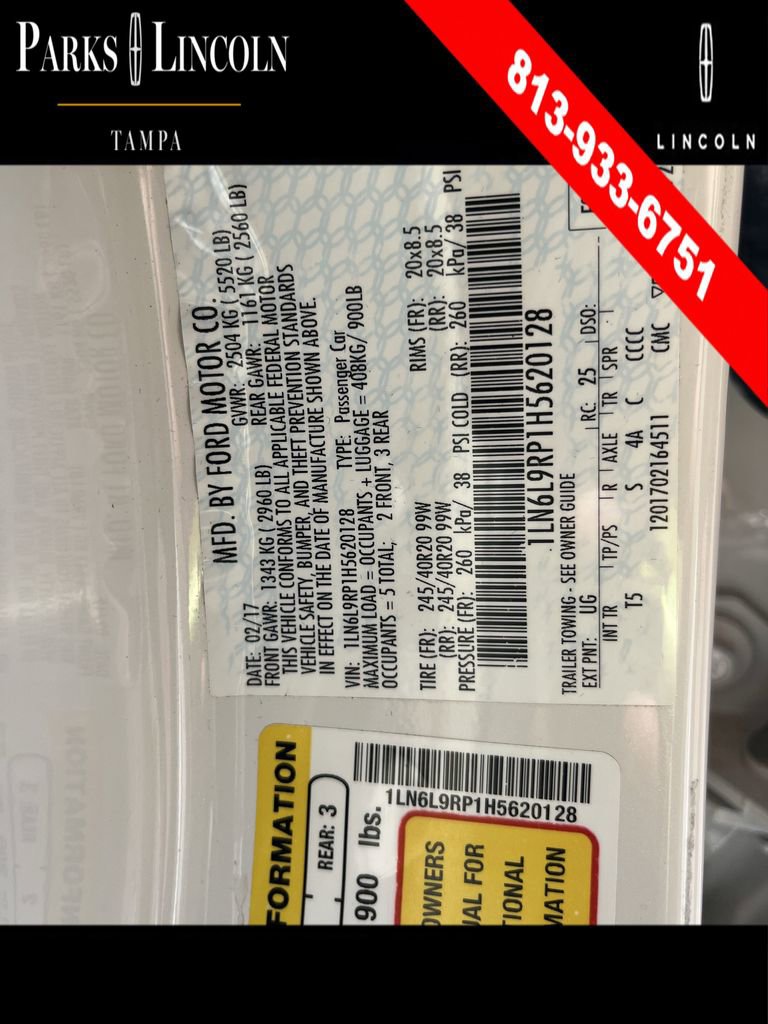 PARKS LINCOLN
TAMPA
LINCOLN
813-933-6751
MFD. BY FORD MOTOR CO.
DATE: 02/17 GVWR: 2504 KG ( 5520 LB)
FRONT GAWR: 1343 KG ( 2960 LB) REAR GAWR: 1161 KG ( 2560 LB)
THIS VEHICLE CONFORMS TO ALL APPLICABLE FEDERAL MOTOR
VEHICLE SAFETY, BUMPER, AND THEFT PREVENTION STANDARDS
IN EFFECT ON THE DATE OF MANUFACTURE SHOWN ABOVE.
VIN: 1LN6L9RP1H5620128 TYPE: Passenger Car
MAXIMUM LOAD = OCCUPANTS + LUGGAGE = 408KG/ 900LB
OCCUPANTS = 5 TOTAL, 2 FRONT, 3 REAR
TIRE (FR): 245/40R20 99W RIMS (FR): 20x8.5
(RR) 245/40R20 99W (RR): 20x8.5
PRESSURE (FR): 260 kPa/ 38 PSI COLD (RR): 260 kPa/ 38 PSI
1LN6L9RP1H5620128
TRAILER TOWING - SEE OWNER GUIDE
EXT PNT: UG RC: 25 DSO:
INT TR TP/PS R AXLE TR SPR
T5 S 4A C CCCC
1201702164511 CMC
FORMATION
REAR: 3
900 lbs.
1LN6L9RP1H5620128
OWNERS
UAL FOR
TIONAL
MATION